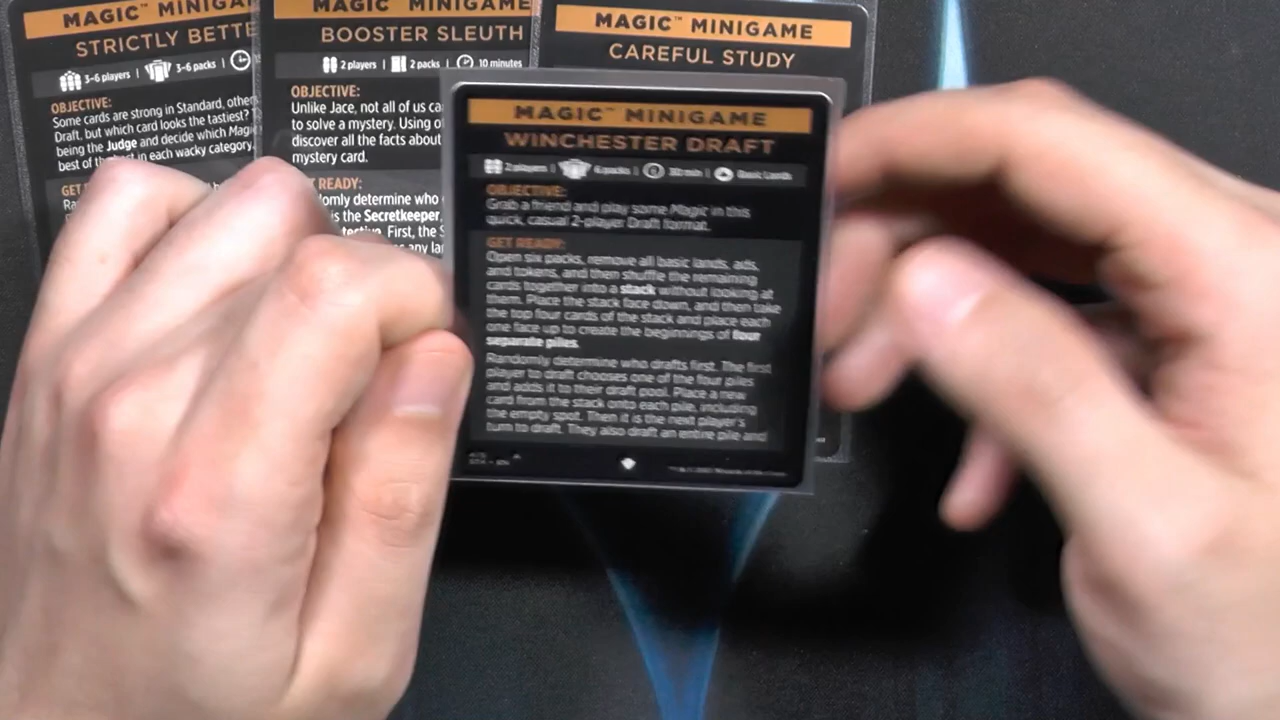 MAGIC™ MINIGA
STRICTLY BETTE
3-6 players | 3-6 packs |
OBJECTIVE:
Some cards are strong in Standard, others
Draft, but which card looks the tastiest?
being the Judge and decide which Magic
best of the in each wacky category.
GET
MAGIC™ MINIGAME
BOOSTER SLEUTH
2 players | 2 packs | 10 minutes
OBJECTIVE:
Unlike Jace, not all of us ca
to solve a mystery. Using
discover all the facts about
mystery card.
READY:
omly determine who
is the Secretkeeper,
First, the
any
MAGIC™ MINIGAME
CAREFUL STUDY
MAGIC™ MINIGAME
WINCHESTER DRAFT
2 players | 6 packs | 30 min | Basic Lands
OBJECTIVE:
Grab a friend and play some Magic in this
quick, casual 2-player Draft format.
GET READY:
Open six packs, remove all basic lands, ads,
and tokens, and then shuffle the remaining
cards together into a stack without looking at
them. Place the stack face down, and then take
the top four cards of the stack and place each
one face up to create the beginnings of four
separate piles.
Randomly determine who drafts first. The first
player to draft chooses one of the four piles
and adds it to their draft pool. Place a new
card from the stack onto each pile, including
the empty spot. Then it is the next player's
turn to draft. They also draft an entire pile and